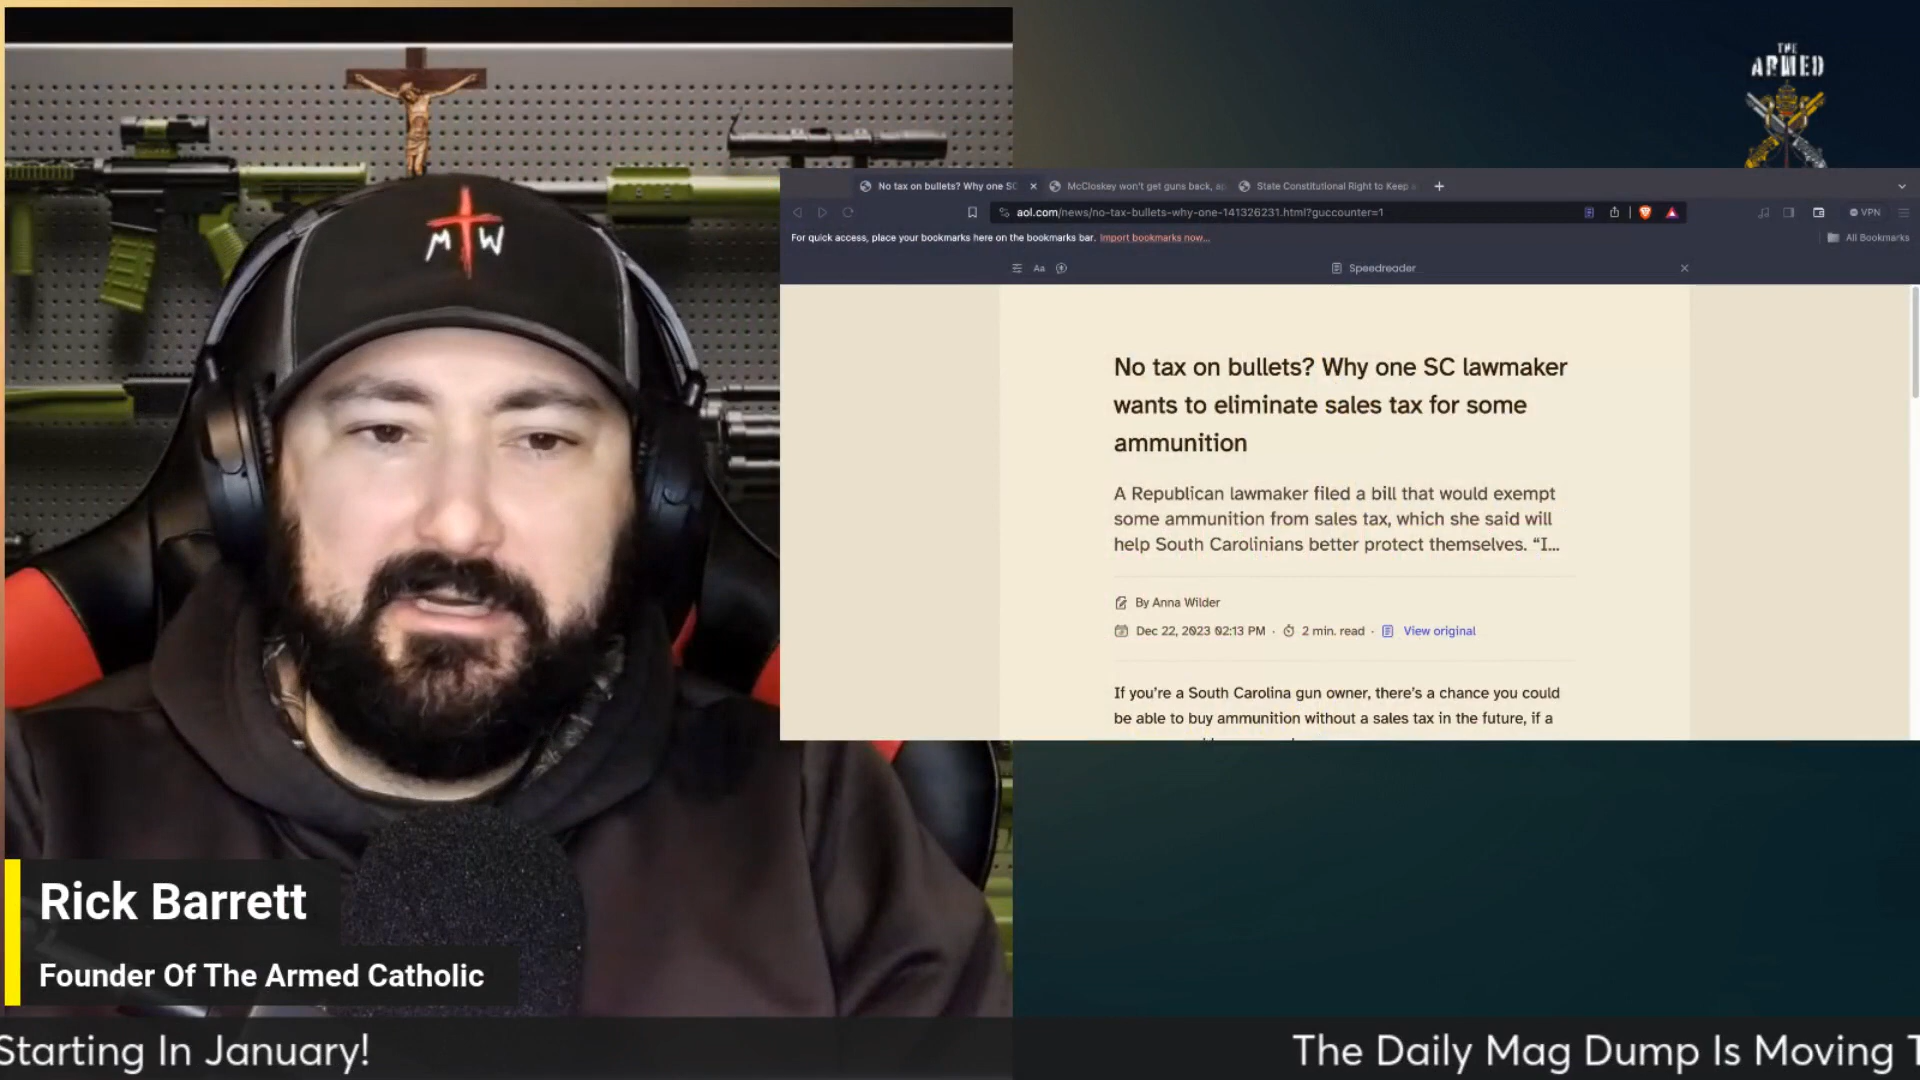 THE
ARMED
M W
No tax on bullets? Why one SC
McCloskey won't get guns back, ap
State Constitutional Right to Keep a
aol.com/news/no-tax-bullets-why-one-141326231.html?guccounter=1
VPN
For quick access, place your bookmarks here on the bookmarks bar. Import bookmarks now...
All Bookmarks
Aa
Speedreader
No tax on bullets? Why one SC lawmaker
wants to eliminate sales tax for some
ammunition
A Republican lawmaker filed a bill that would exempt
some ammunition from sales tax, which she said will
help South Carolinians better protect themselves. “I...
By Anna Wilder
Dec 22, 2023 02:13 PM · 2 min. read · View original
If you're a South Carolina gun owner, there's a chance you could
be able to buy ammunition without a sales tax in the future, if a
Rick Barrett
Founder Of The Armed Catholic
Starting In January!
The Daily Mag Dump Is Moving T